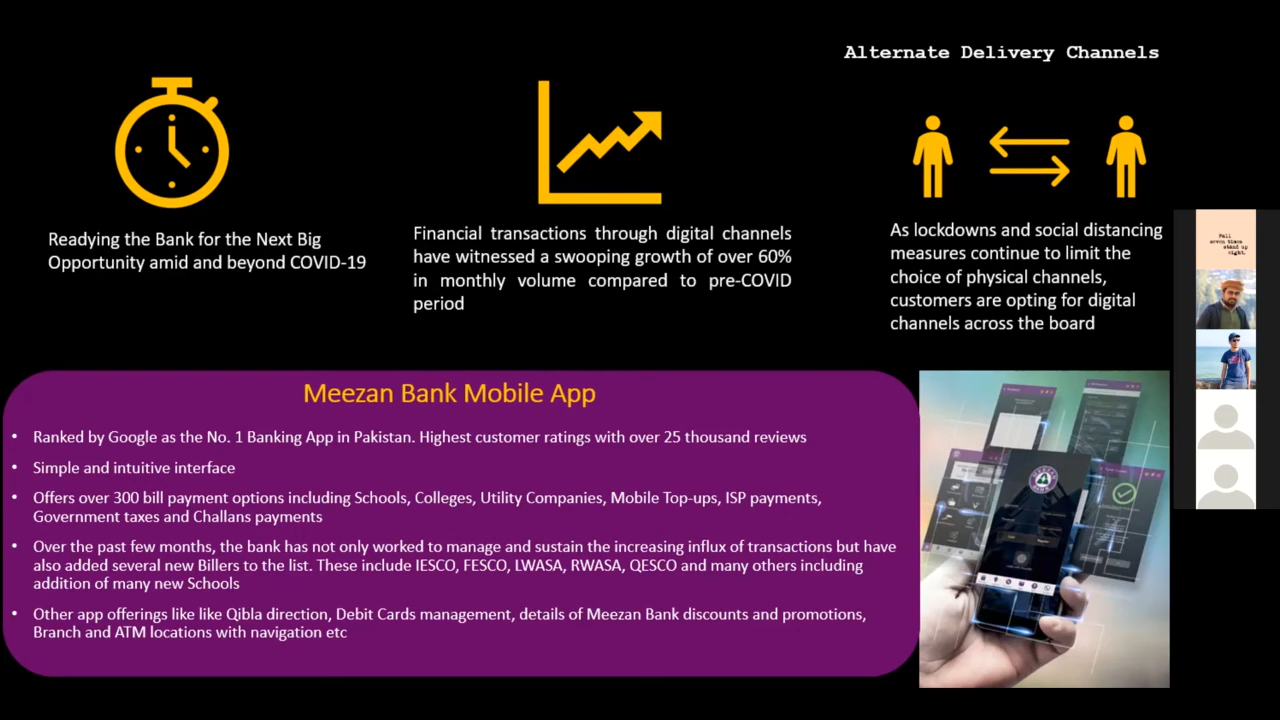 Alternate Delivery Channels
Readying the Bank for the Next Big
Opportunity amid and beyond COVID-19
Financial transactions through digital channels
have witnessed a swooping growth of over 60%
in monthly volume compared to pre-COVID
period
As lockdowns and social distancing
measures continue to limit the
choice of physical channels,
customers are opting for digital
channels across the board
Fall
seven times
stand up
eight.
Meezan Bank Mobile App
• Ranked by Google as the No. 1 Banking App in Pakistan. Highest customer ratings with over 25 thousand reviews
• Simple and intuitive interface
• Offers over 300 bill payment options including Schools, Colleges, Utility Companies, Mobile Top-ups, ISP payments,
Government taxes and Challans payments
• Over the past few months, the bank has not only worked to manage and sustain the increasing influx of transactions but have
also added several new Billers to the list. These include IESCO, FESCO, LWASA, RWASA, QESCO and many others including
addition of many new Schools
• Other app offerings like like Qibla direction, Debit Cards management, details of Meezan Bank discounts and promotions,
Branch and ATM locations with navigation etc
MEEZAN
BANK